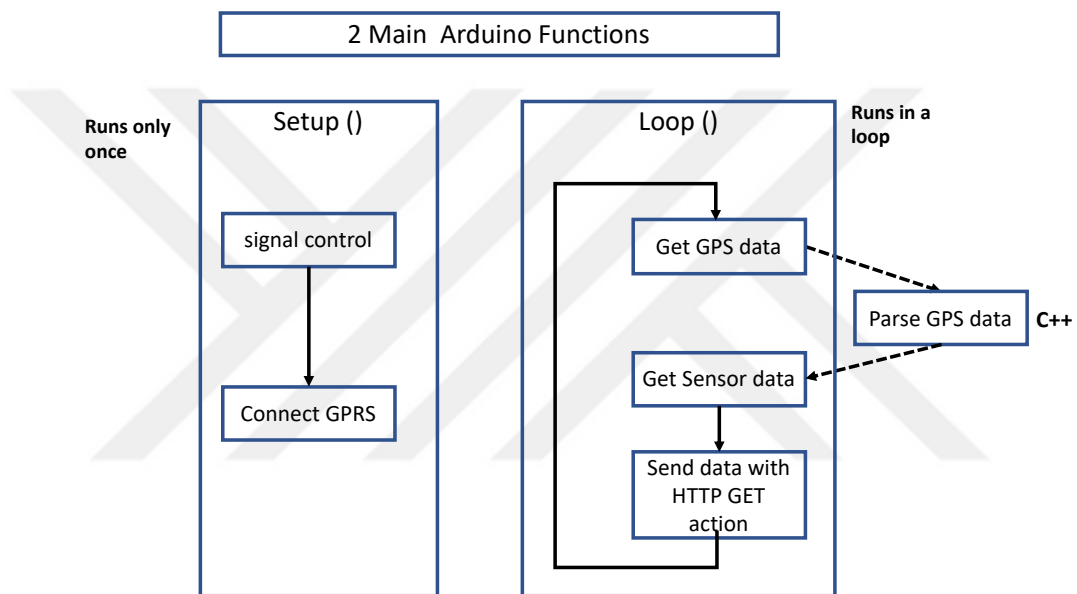 2 Main  Arduino Functions
Runs only
once
Setup ()
signal control
Connect GPRS
Loop ()
Runs in a
loop
Get GPS data
Parse GPS data
C++
Get Sensor data
Send data with
HTTP GET
action